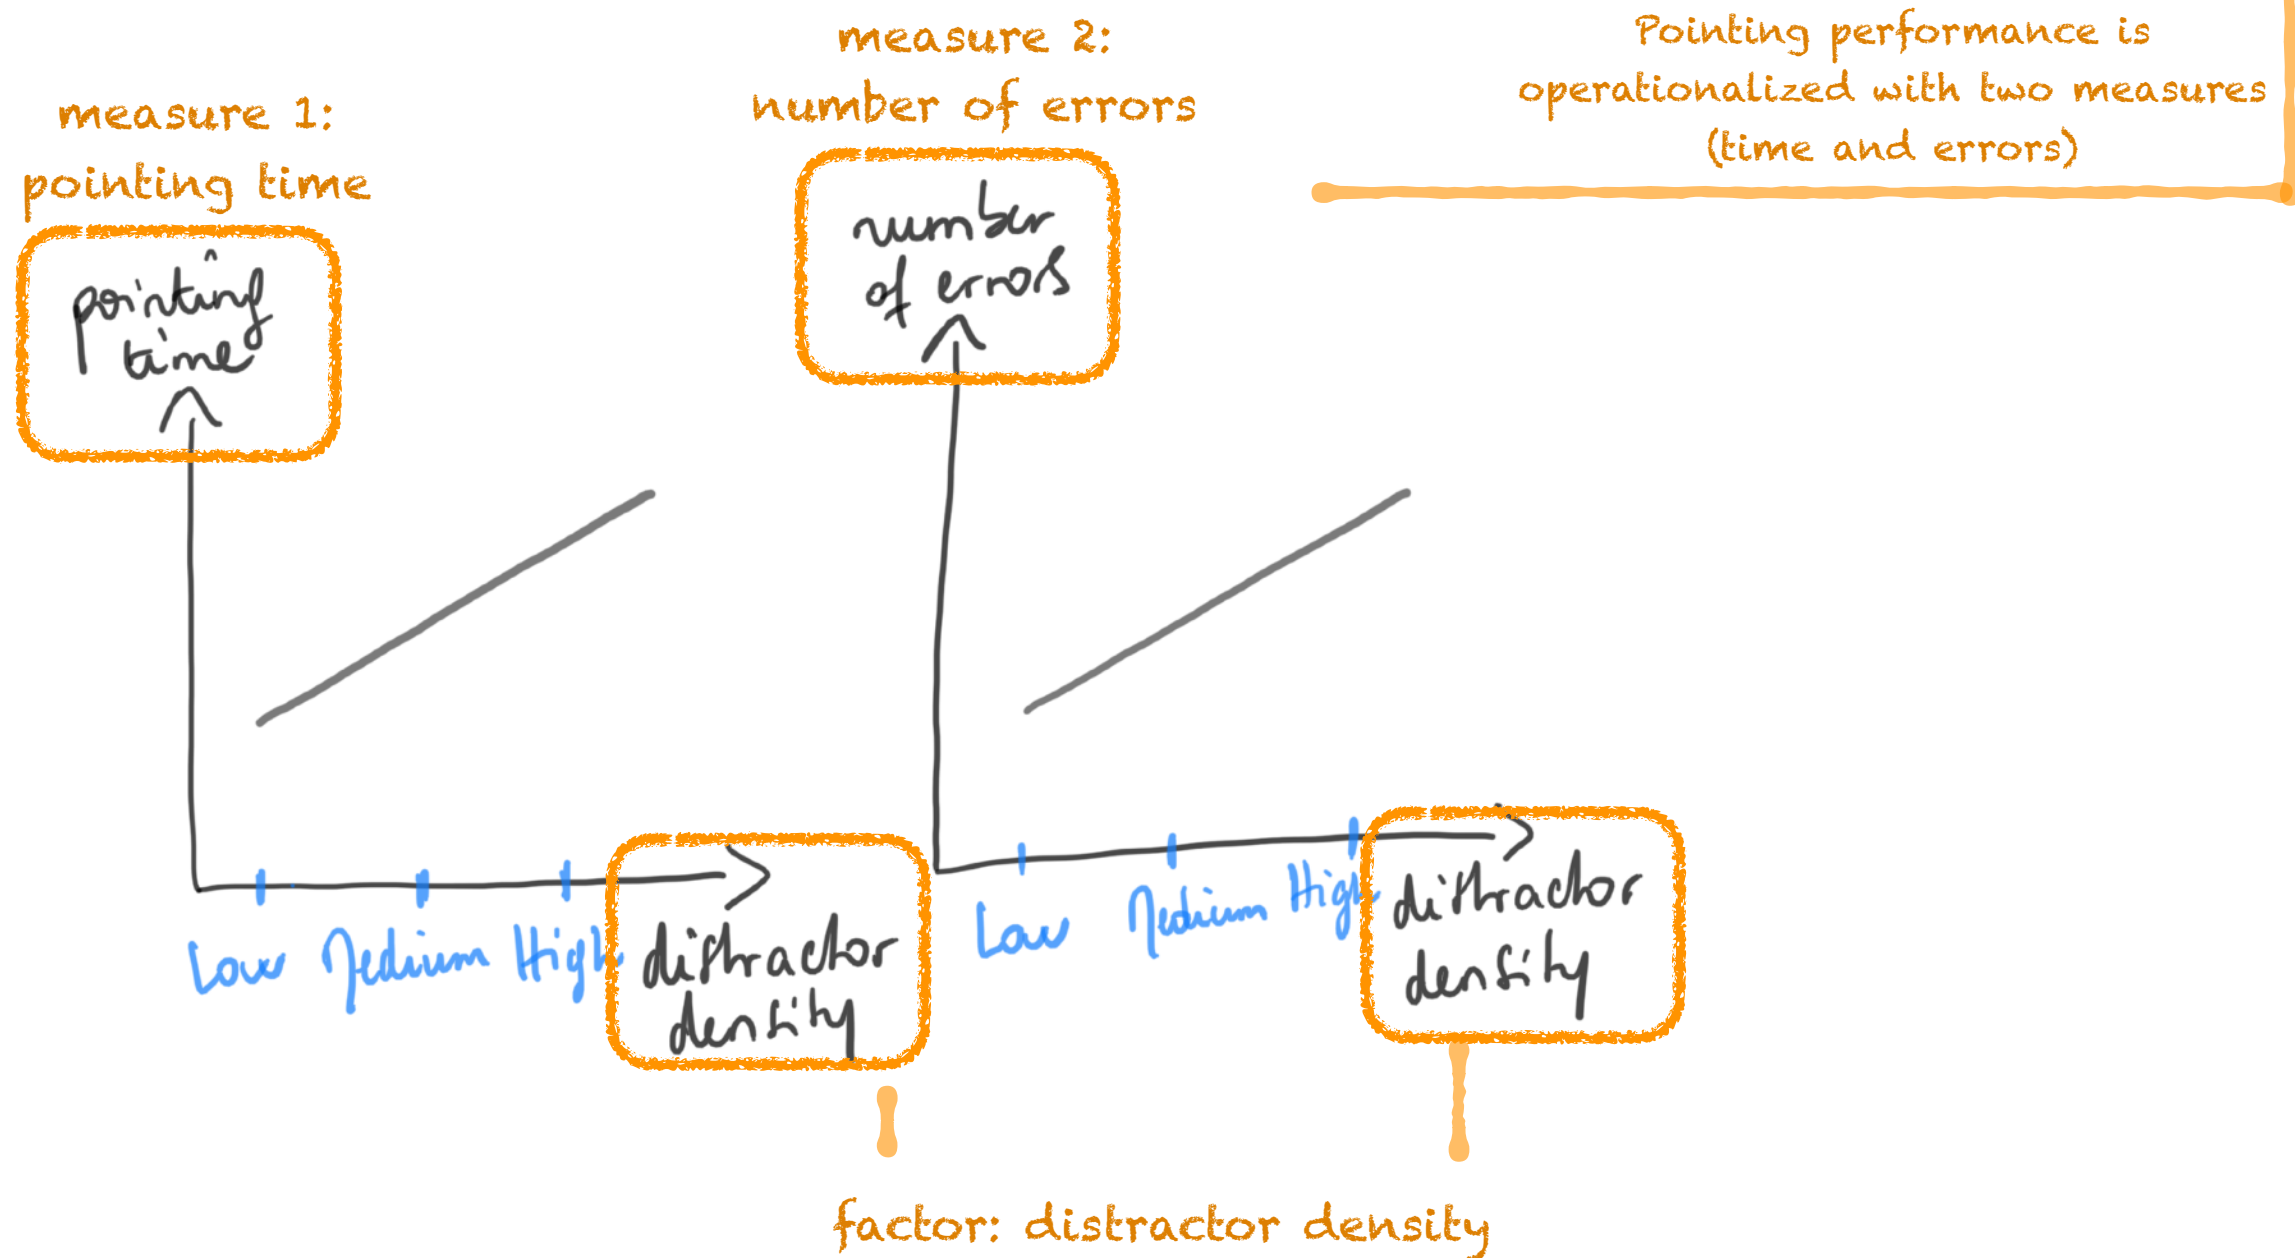 measure 1:
pointing time
measure 2:
number of errors
Pointing performance is
operationalized with two measures
(time and errors)
pointing
time
number
of errors
Low Medium High
distractor
density
Low Medium High
distractor
density
factor: distractor density